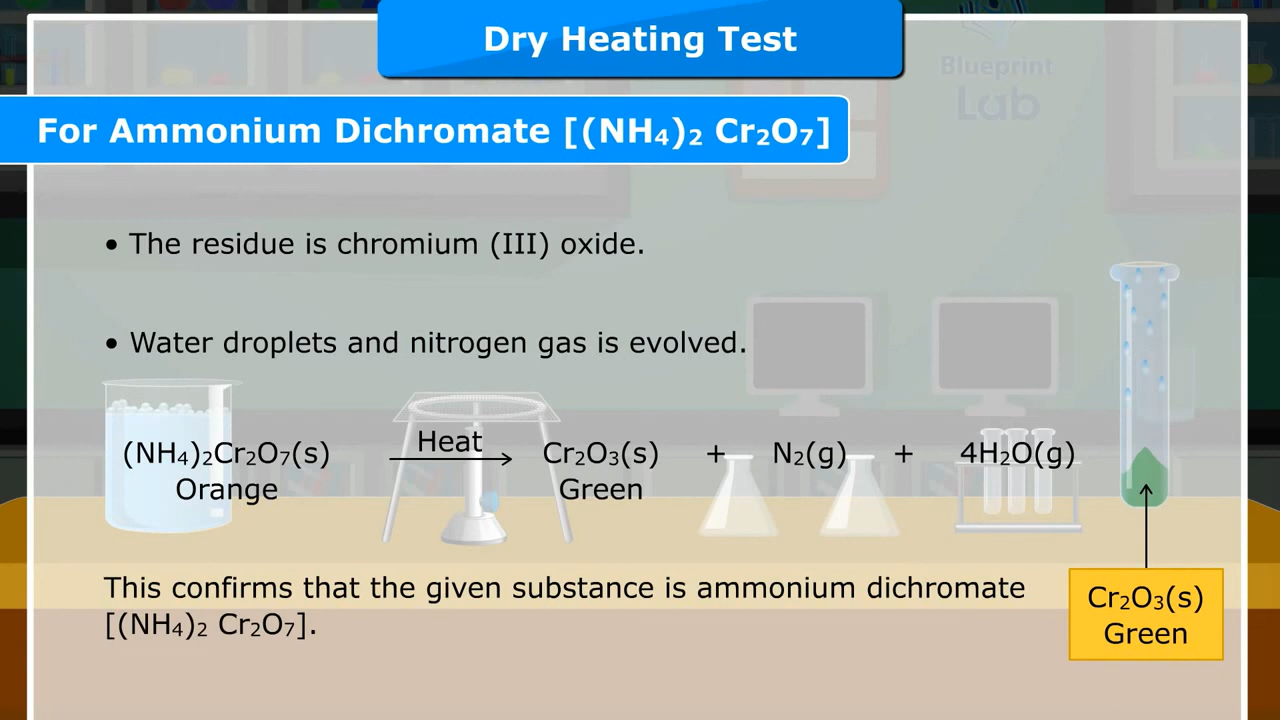 Dry Heating Test
Blueprint
Lab
For Ammonium Dichromate [(NH₄)₂ Cr₂O₇]
• The residue is chromium (III) oxide.
• Water droplets and nitrogen gas is evolved.
(NH₄)₂Cr₂O₇(s) Heat Cr₂O₃(s) + N₂(g) + 4H₂O(g)
Orange Green
This confirms that the given substance is ammonium dichromate
[(NH₄)₂ Cr₂O₇].
Cr₂O₃(s)
Green